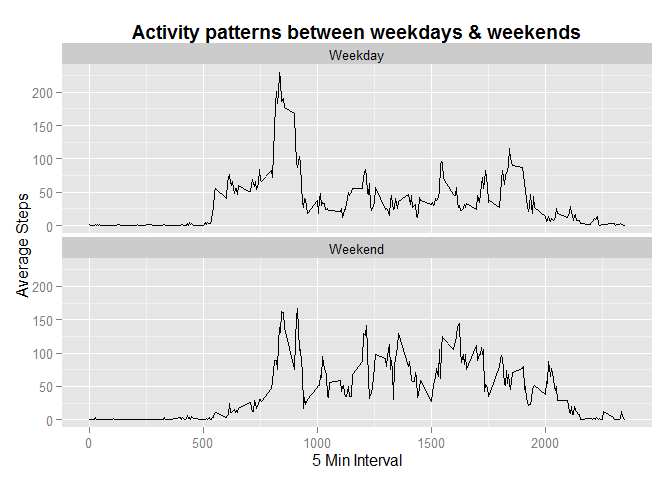 Activity patterns between weekdays & weekends
Weekday
200
150
100
50
0
Average Steps
Weekend
200
150
100
50
0
0 500 1000 1500 2000
5 Min Interval